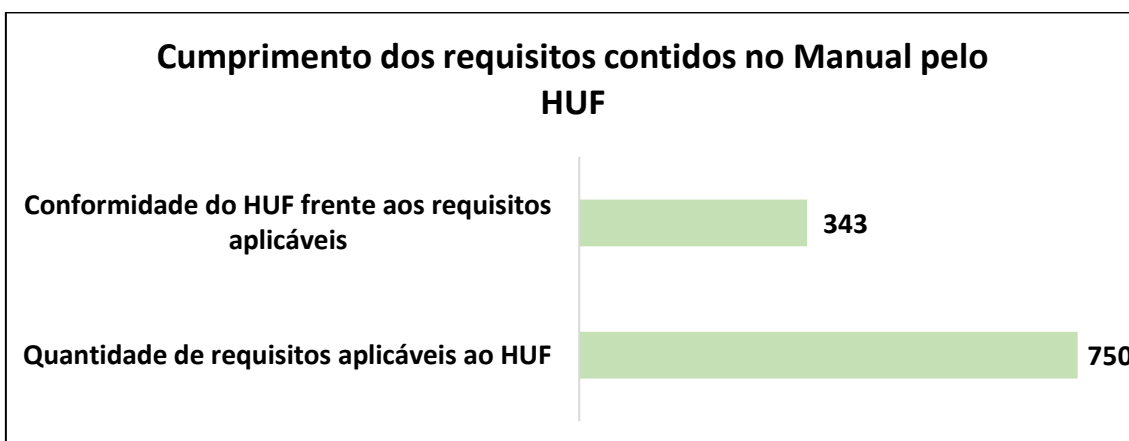 Cumprimento dos requisitos contidos no Manual pelo
HUF
Conformidade do HUF frente aos requisitos
aplicáveis
343
Quantidade de requisitos aplicáveis ao HUF
750